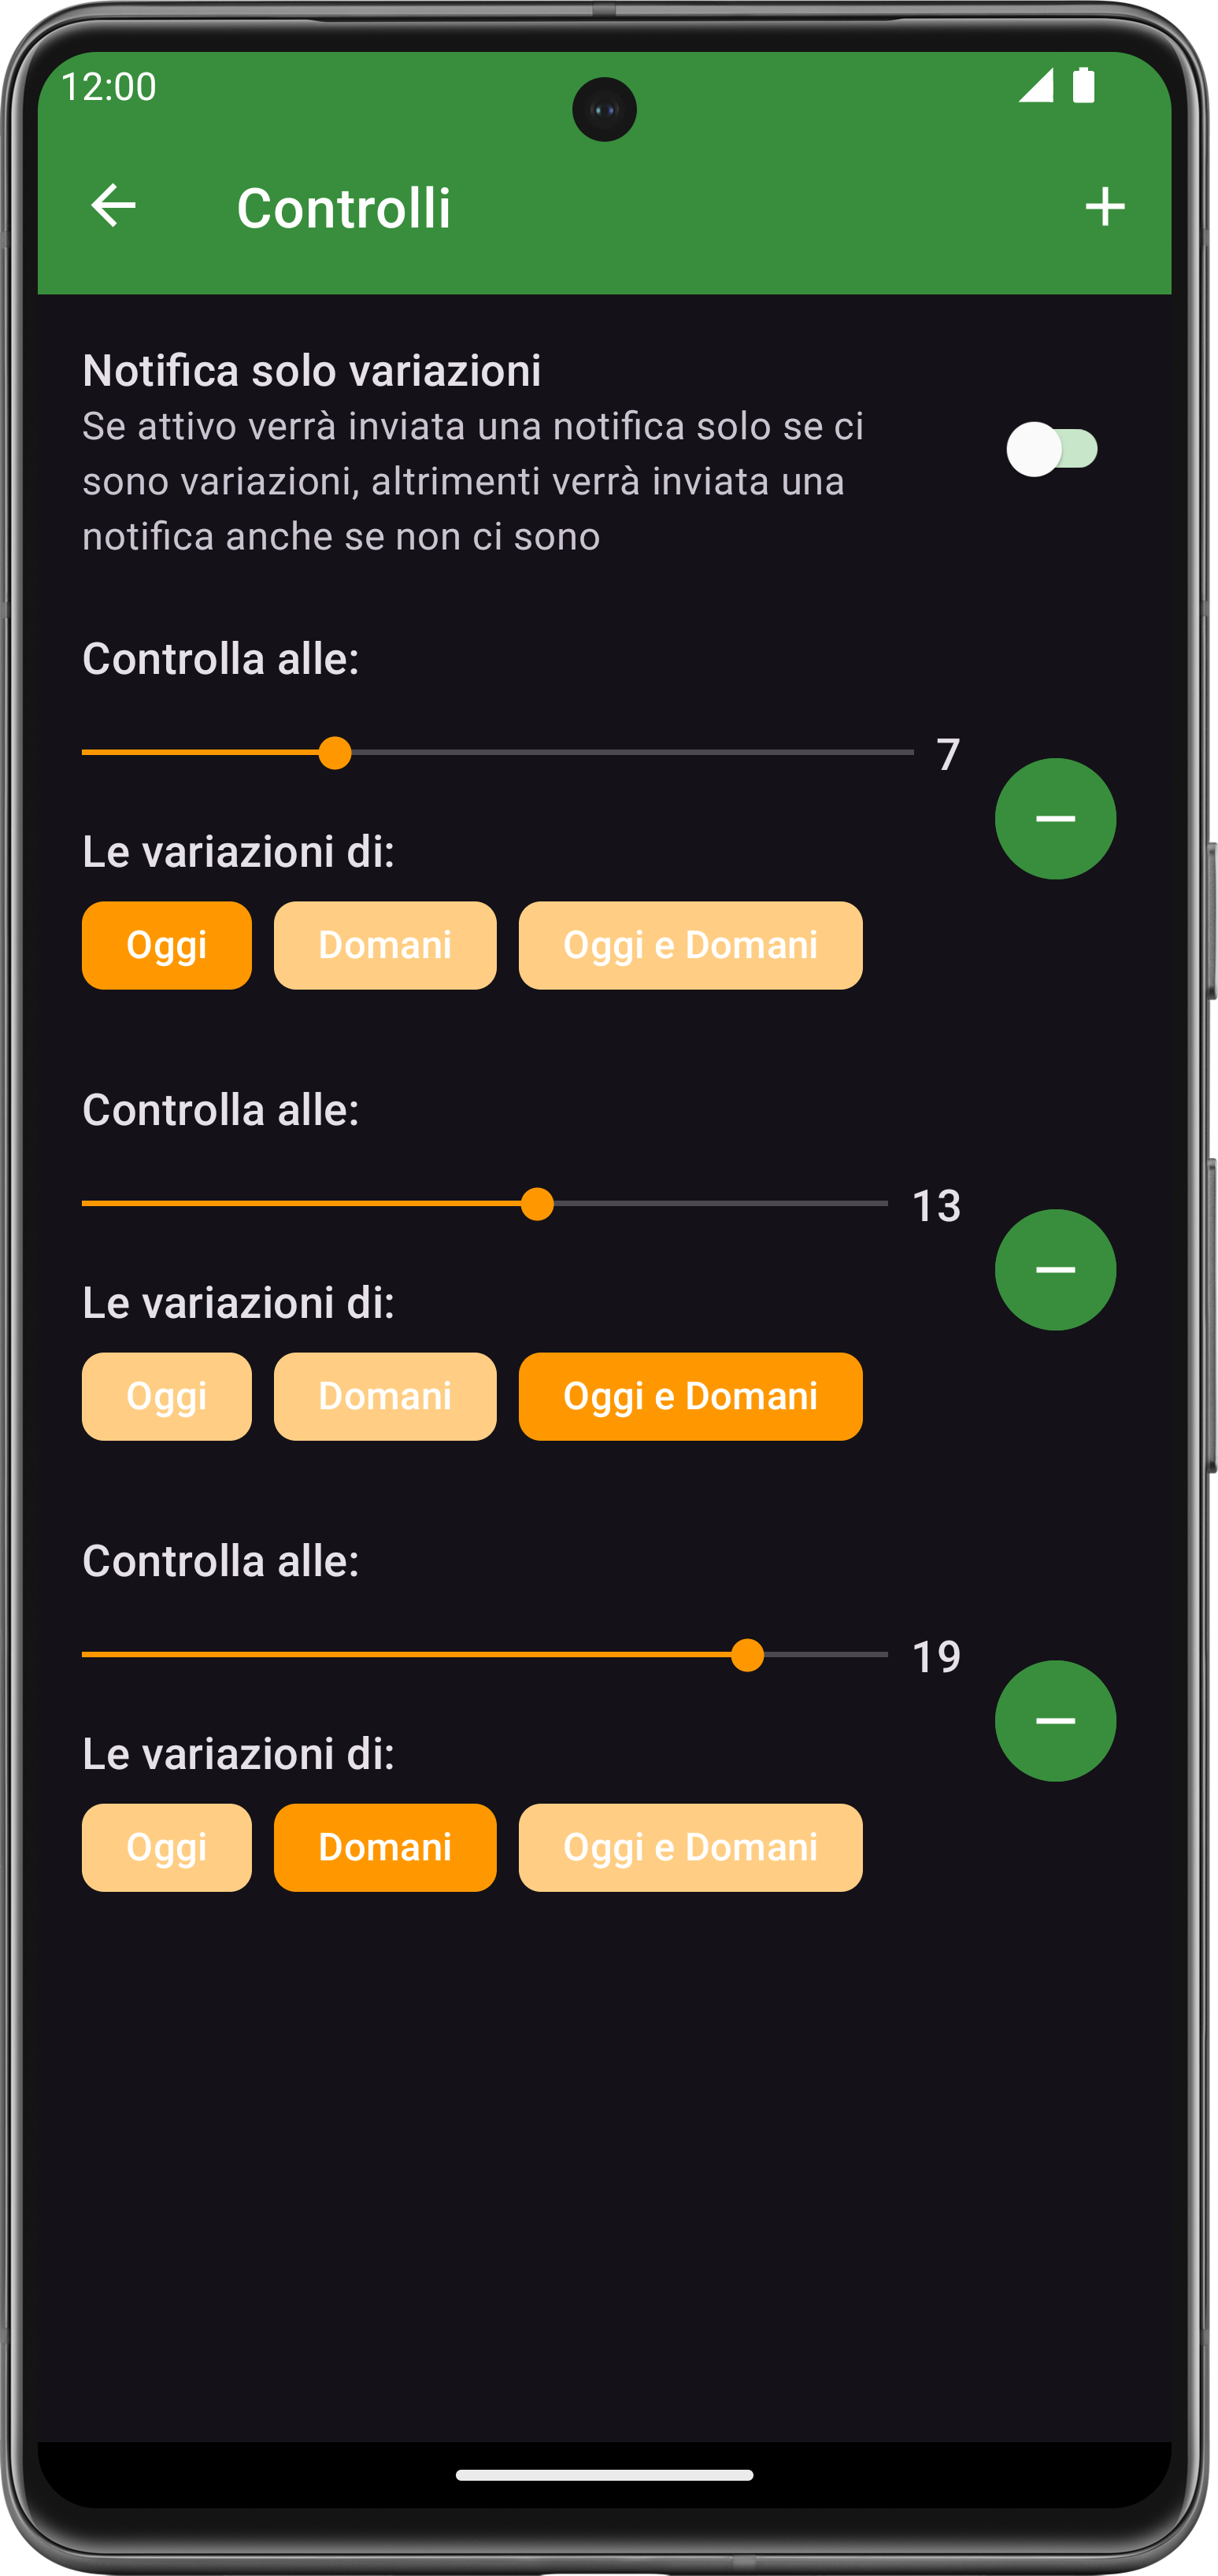 12:00
Controlli
Notifica solo variazioni
Se attivo verrà inviata una notifica solo se ci
sono variazioni, altrimenti verrà inviata una
notifica anche se non ci sono
Controlla alle:
7
Le variazioni di:
Oggi Domani Oggi e Domani
Controlla alle:
13
Le variazioni di:
Oggi Domani Oggi e Domani
Controlla alle:
19
Le variazioni di:
Oggi Domani Oggi e Domani